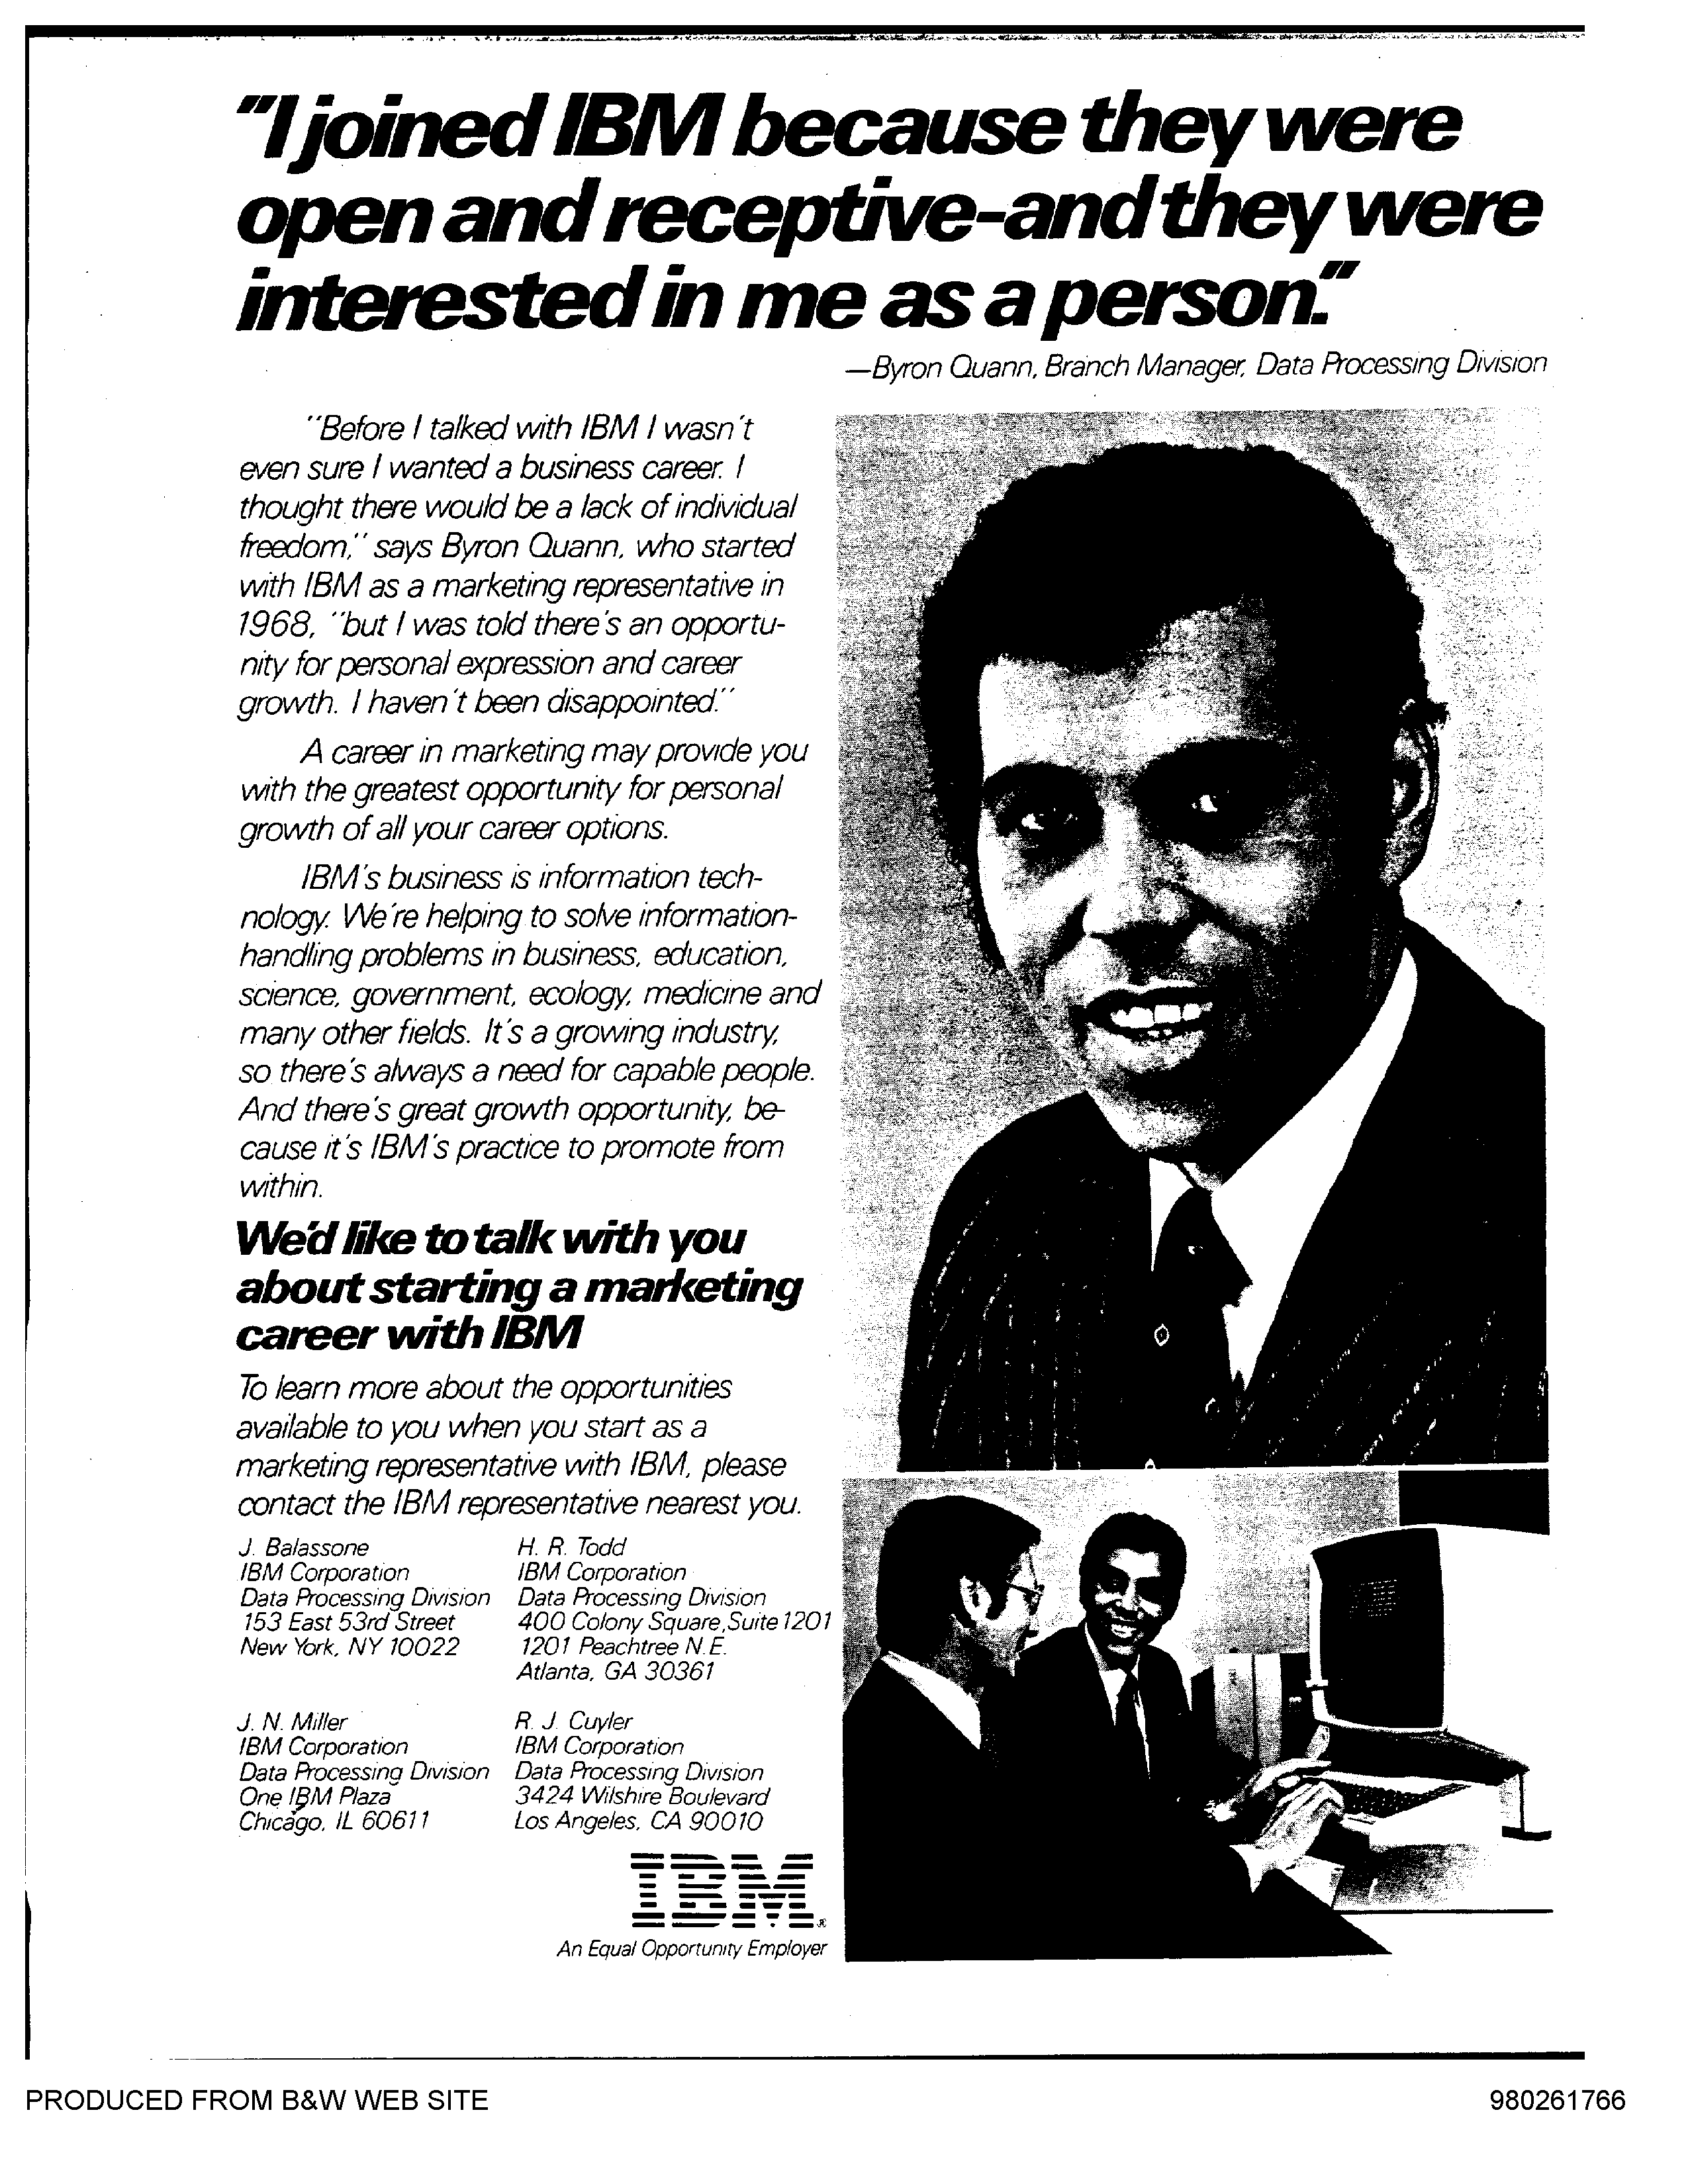 "I joined IBM because they were
open and receptive-and they were
interested in me as a person."
—Byron Quann, Branch Manager, Data Processing Division
"Before I talked with IBM I wasn't
even sure I wanted a business career. I
thought there would be a lack of individual
freedom," says Byron Quann, who started
with IBM as a marketing representative in
1968, "but I was told there's an opportu-
nity for personal expression and career
growth. I haven't been disappointed."
A career in marketing may provide you
with the greatest opportunity for personal
growth of all your career options.
IBM's business is information tech-
nology. We're helping to solve information-
handling problems in business, education,
science, government, ecology, medicine and
many other fields. It's a growing industry,
so there's always a need for capable people.
And there's great growth opportunity, be-
cause it's IBM's practice to promote from
within.
We'd like to talk with you
about starting a marketing
career with IBM
To learn more about the opportunities
available to you when you start as a
marketing representative with IBM, please
contact the IBM representative nearest you.
J. Balassone
IBM Corporation
Data Processing Division
153 East 53rd Street
New York, NY 10022
H. R. Todd
IBM Corporation
Data Processing Division
400 Colony Square, Suite 1201
1201 Peachtree N.E.
Atlanta, GA 30361
J. N. Miller
IBM Corporation
Data Processing Division
One IBM Plaza
Chicago, IL 60611
R. J. Cuyler
IBM Corporation
Data Processing Division
3424 Wilshire Boulevard
Los Angeles, CA 90010
IBM®
An Equal Opportunity Employer
PRODUCED FROM B&W WEB SITE
980261766